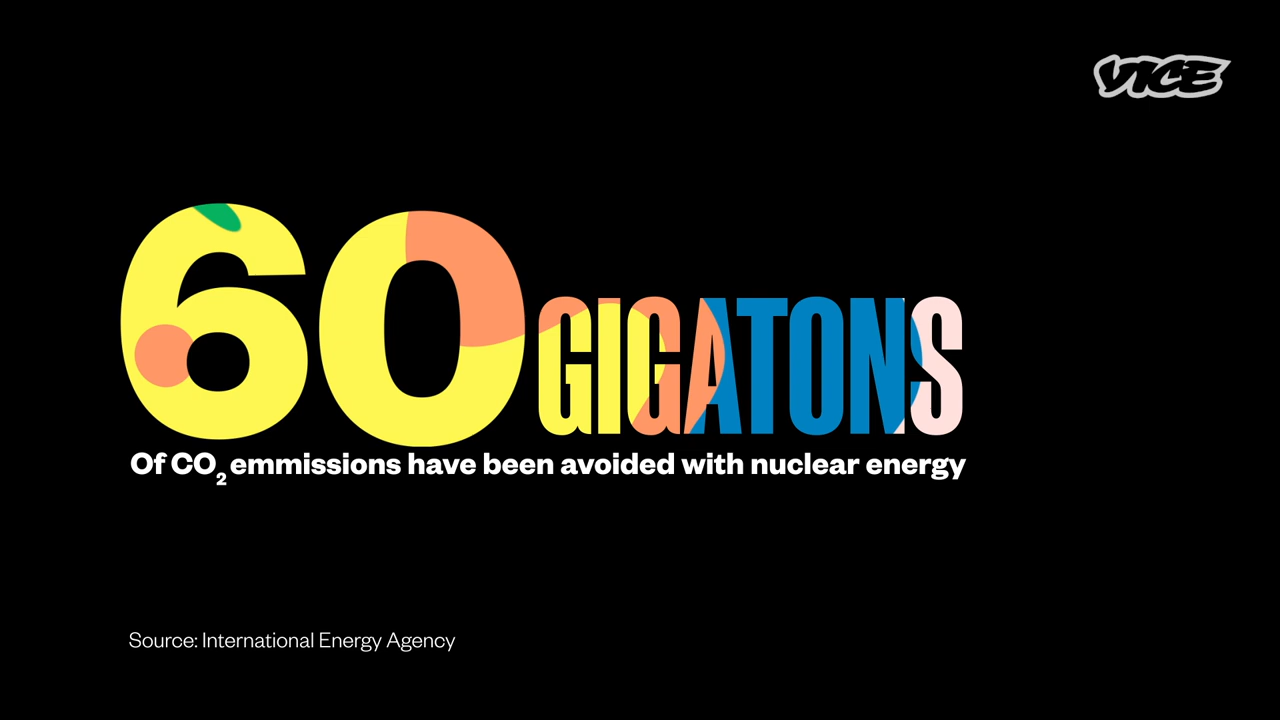 VICE
60 GIGATONS
Of CO₂ emmissions have been avoided with nuclear energy
Source: International Energy Agency